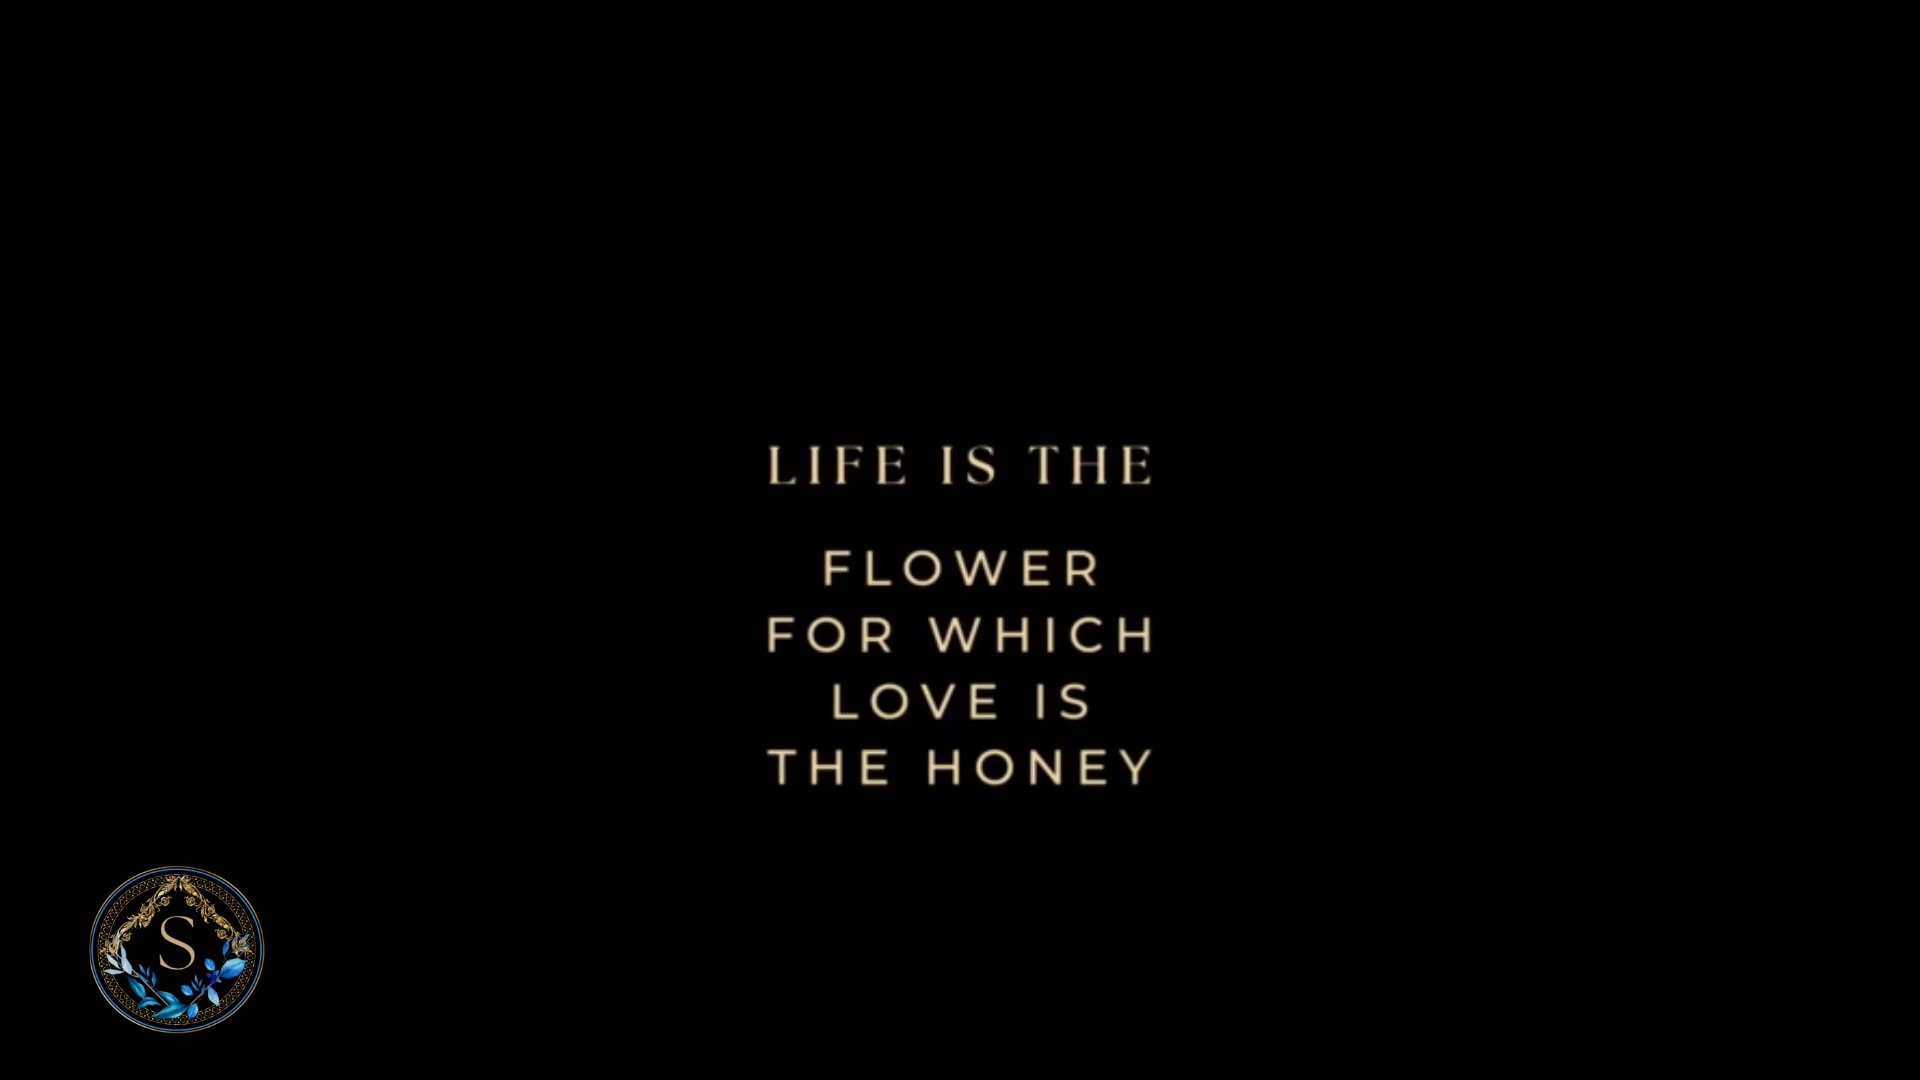 LIFE IS THE
FLOWER
FOR WHICH
LOVE IS
THE HONEY
S